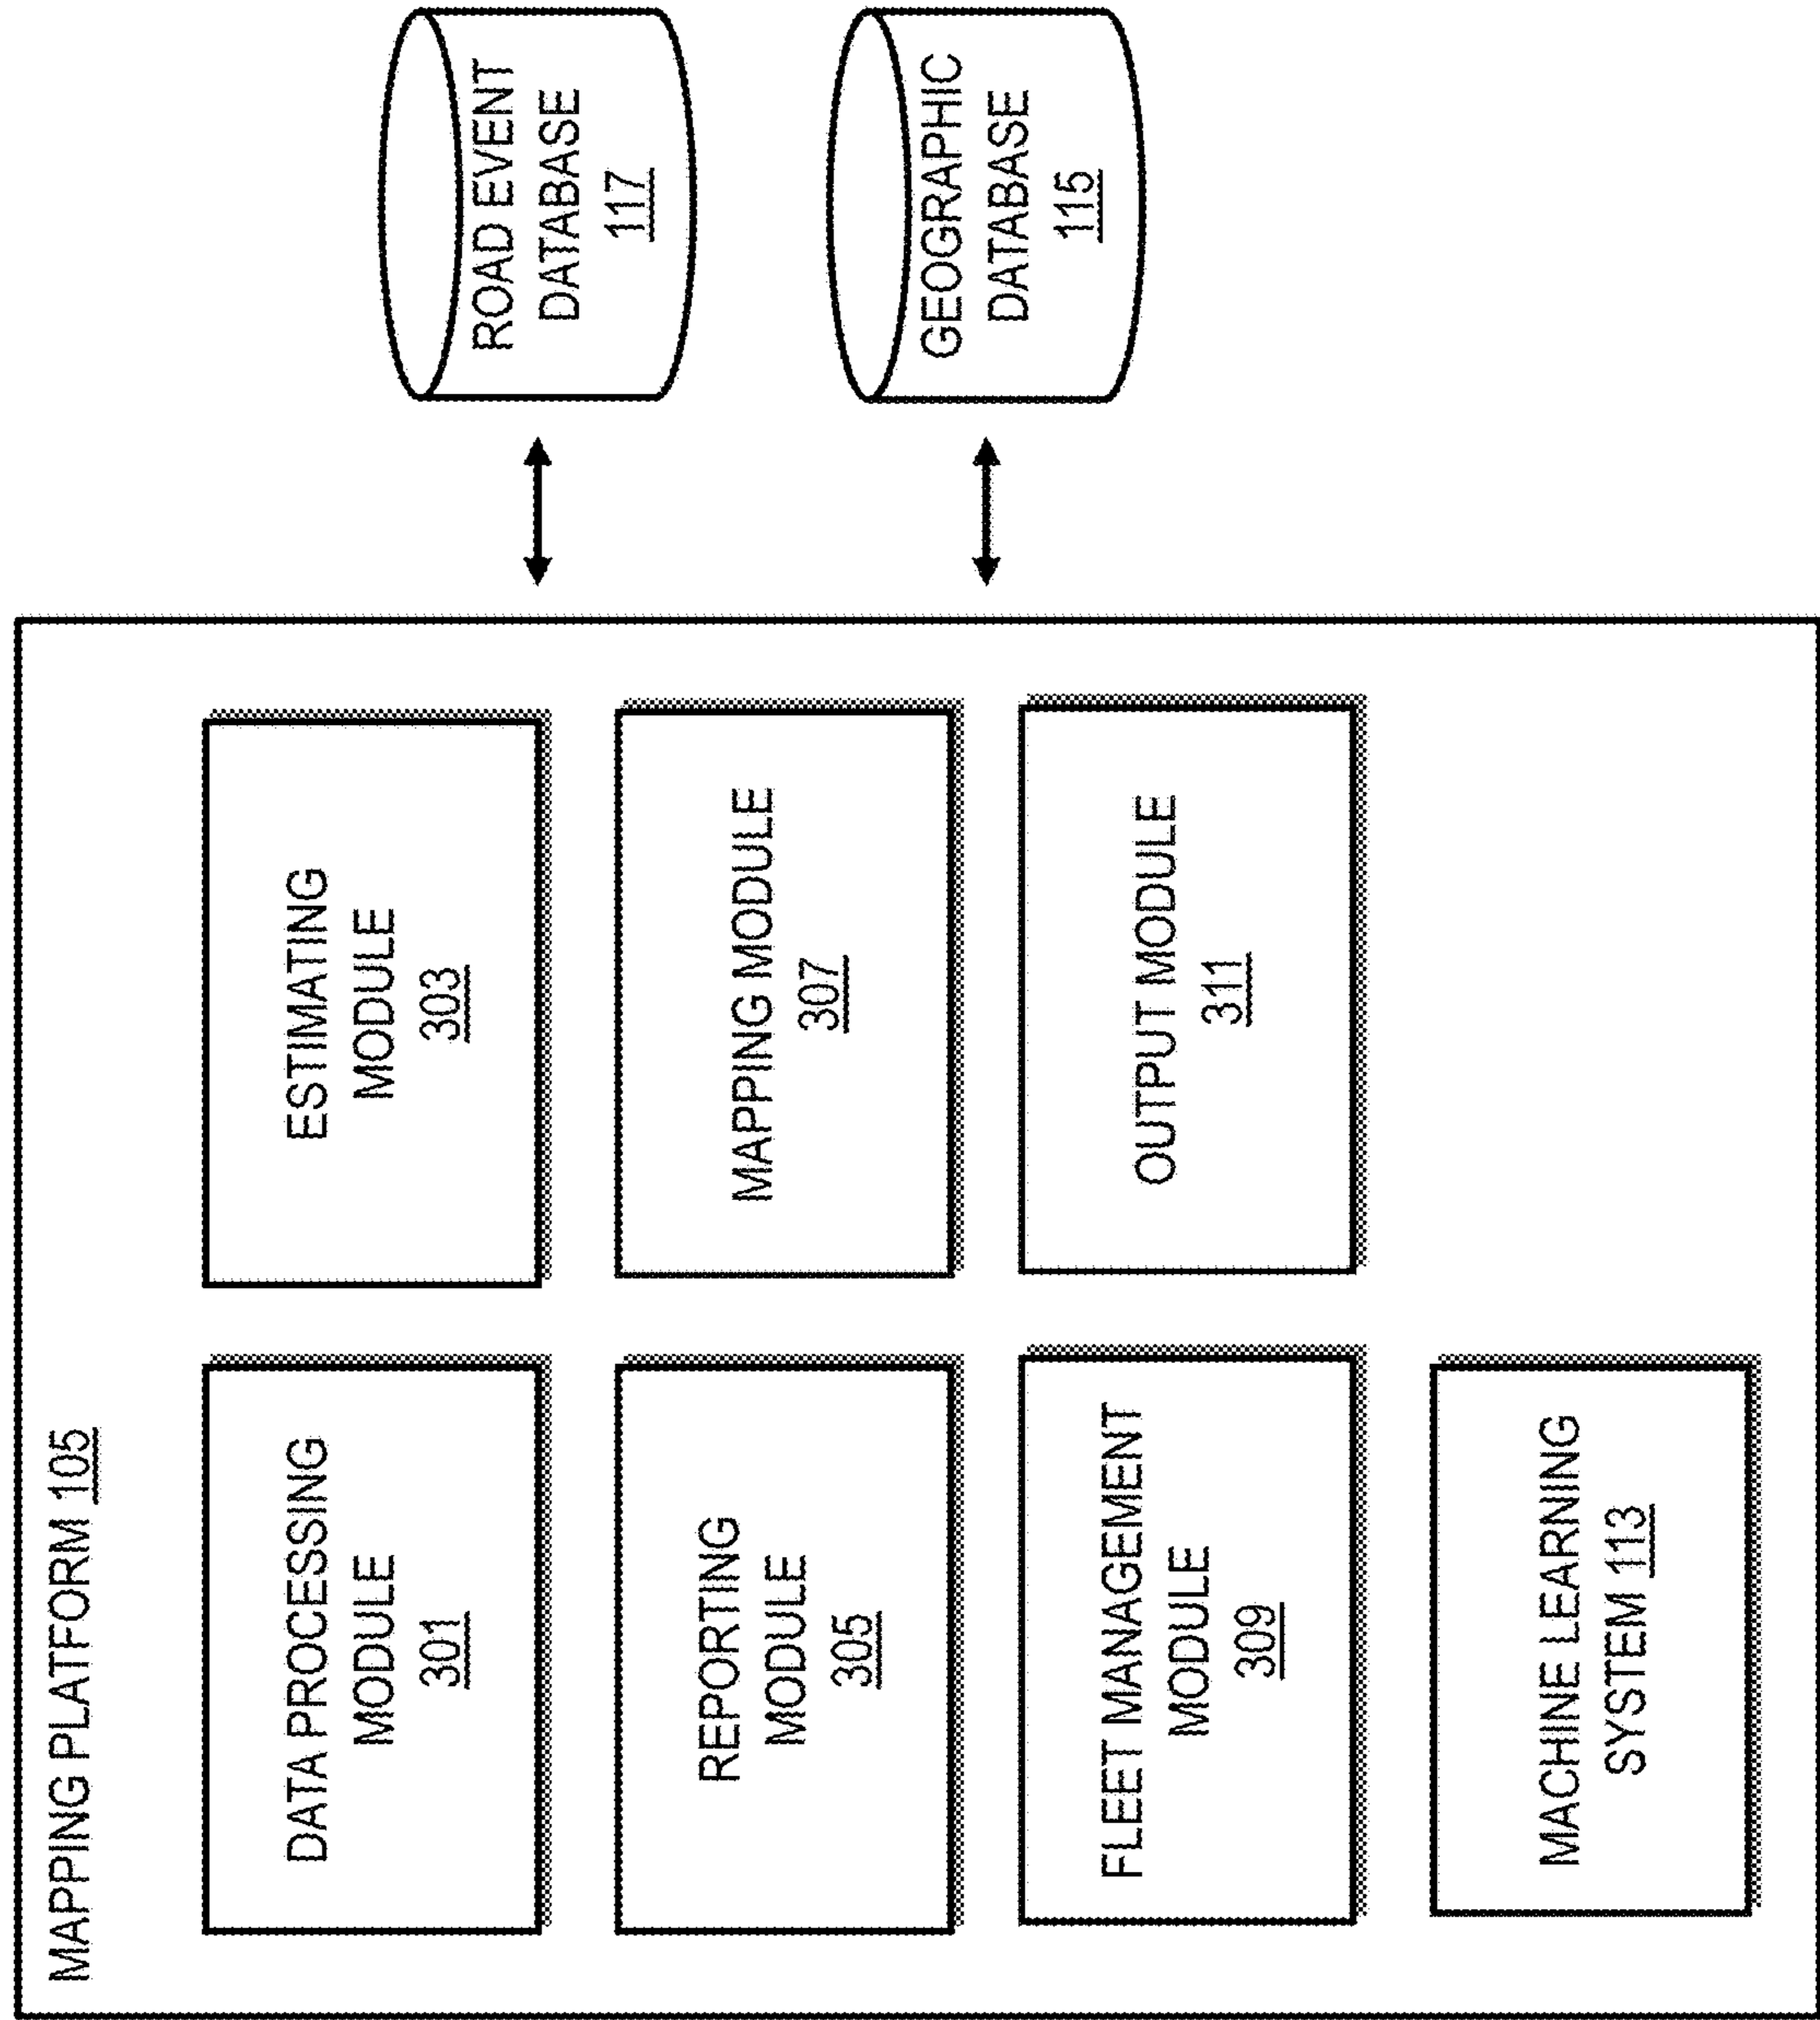 MAPPING PLATFORM 105
DATA PROCESSING
MODULE
301
ESTIMATING
MODULE
303
REPORTING
MODULE
305
MAPPING MODULE
307
FLEET MANAGEMENT
MODULE
309
OUTPUT MODULE
311
MACHINE LEARNING
SYSTEM 113
ROAD EVENT
DATABASE
117
GEOGRAPHIC
DATABASE
115